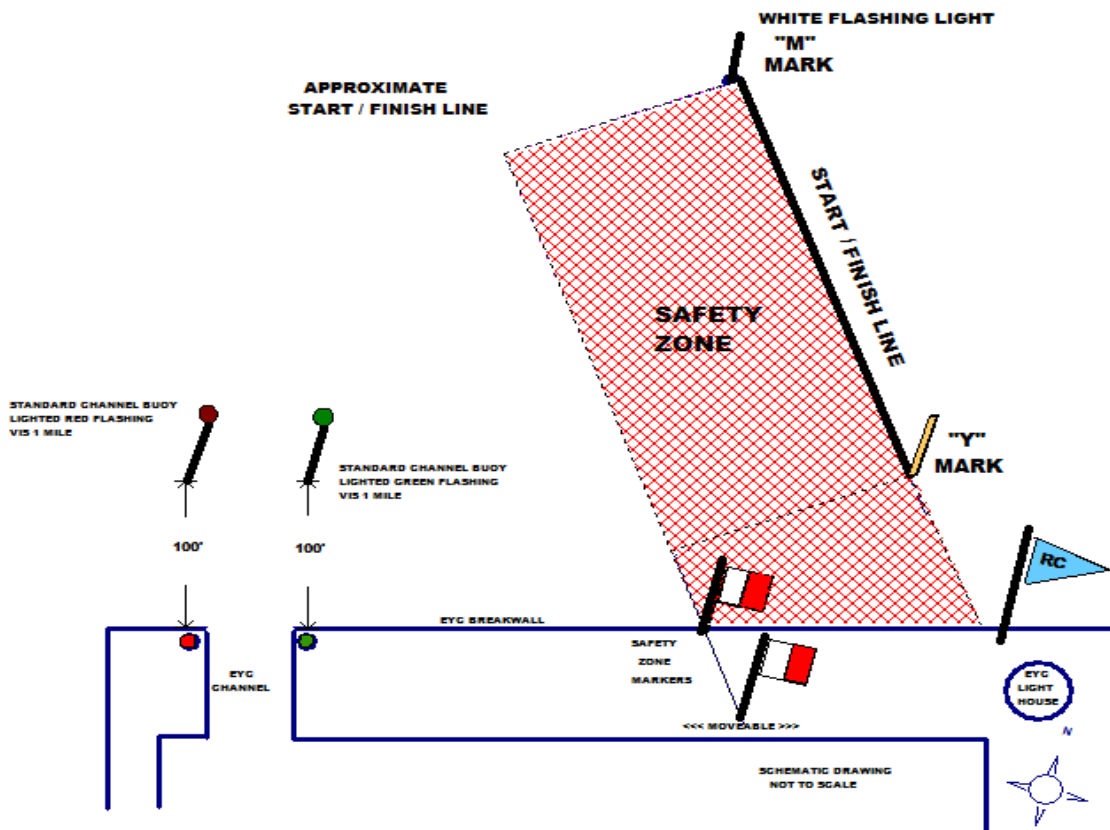 WHITE FLASHING LIGHT
"M"
MARK
APPROXIMATE
START / FINISH LINE
START / FINISH LINE
SAFETY
ZONE
STANDARD CHANNEL BUOY
LIGHTED RED FLASHING
VIS 1 MILE
STANDARD CHANNEL BUOY
LIGHTED GREEN FLASHING
VIS 1 MILE
"Y"
MARK
100'
100'
RC
EYC BREAKWALL
EYC
CHANNEL
SAFETY
ZONE
MARKERS
EYC
LIGHT
HOUSE
<<< MOVEABLE >>>
N
SCHEMATIC DRAWING
NOT TO SCALE